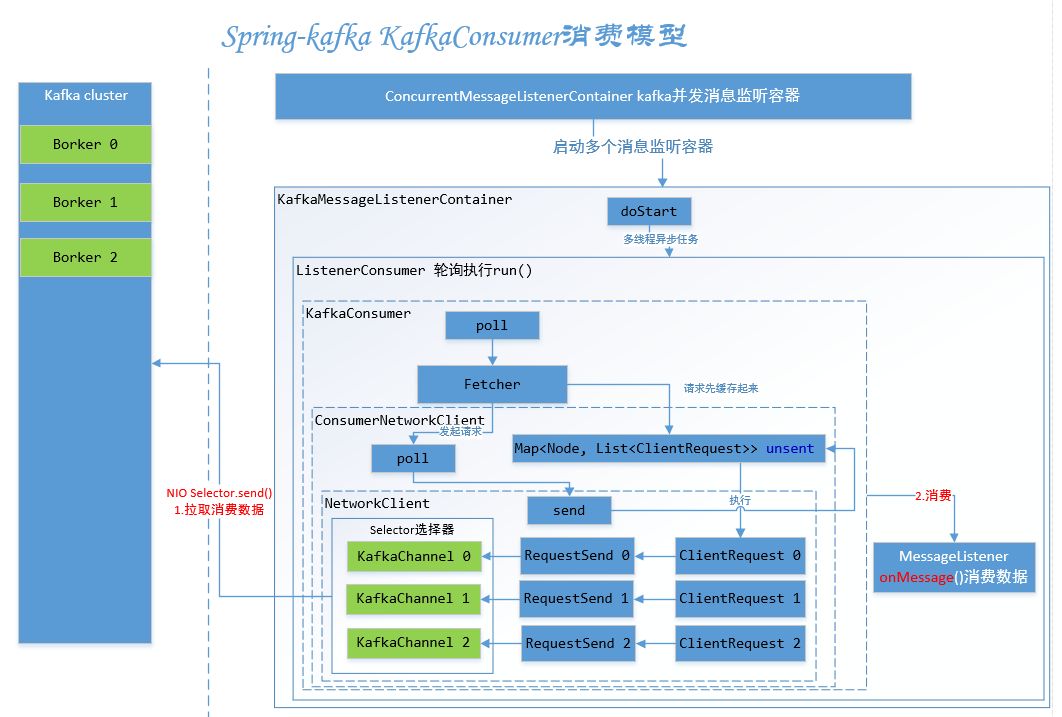 Spring-kafka KafkaConsumer消费模型
Kafka cluster
Borker 0
Borker 1
Borker 2
ConcurrentMessageListenerContainer kafka并发消息监听容器
启动多个消息监听容器
KafkaMessageListenerContainer
doStart
多线程异步任务
ListenerConsumer 轮询执行run()
KafkaConsumer
poll
Fetcher
请求先缓存起来
ConsumerNetworkClient
发起请求
poll
Map<Node, List<ClientRequest>> unsent
NIO Selector.send()
1.拉取消费数据
NetworkClient
send
执行
2.消费
Selector选择器
KafkaChannel 0
RequestSend 0
ClientRequest 0
MessageListener
onMessage()消费数据
KafkaChannel 1
RequestSend 1
ClientRequest 1
KafkaChannel 2
RequestSend 2
ClientRequest 2